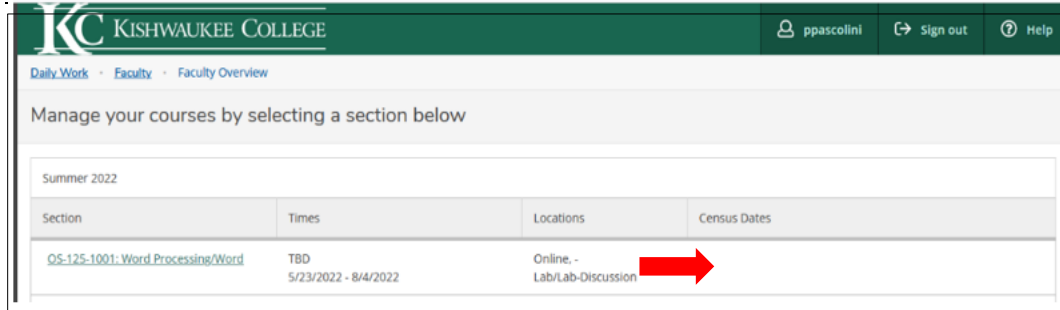 KC KISHWAUKEE COLLEGE
ppascolini Sign out Help
Daily Work · Faculty · Faculty Overview
Manage your courses by selecting a section below
Summer 2022
Section Times Locations Census Dates
OS-125-1001: Word Processing/Word TBD Online, -
5/23/2022 - 8/4/2022 Lab/Lab-Discussion